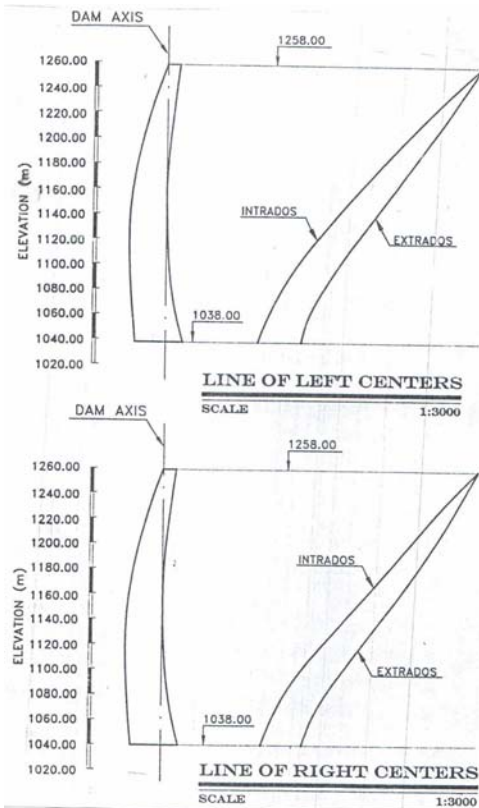 DAM AXIS
1258.00
1260.00
1240.00
1220.00
1200.00
1180.00
1160.00
1140.00
1120.00
1100.00
1080.00
1060.00
1040.00
1020.00
ELEVATION (m)
INTRADOS
EXTRADOS
1038.00
LINE OF LEFT CENTERS
SCALE 1:3000
DAM AXIS
1258.00
1260.00
1240.00
1220.00
1200.00
1180.00
1160.00
1140.00
1120.00
1100.00
1080.00
1060.00
1040.00
1020.00
ELEVATION (m)
INTRADOS
EXTRADOS
1038.00
LINE OF RIGHT CENTERS
SCALE 1:3000